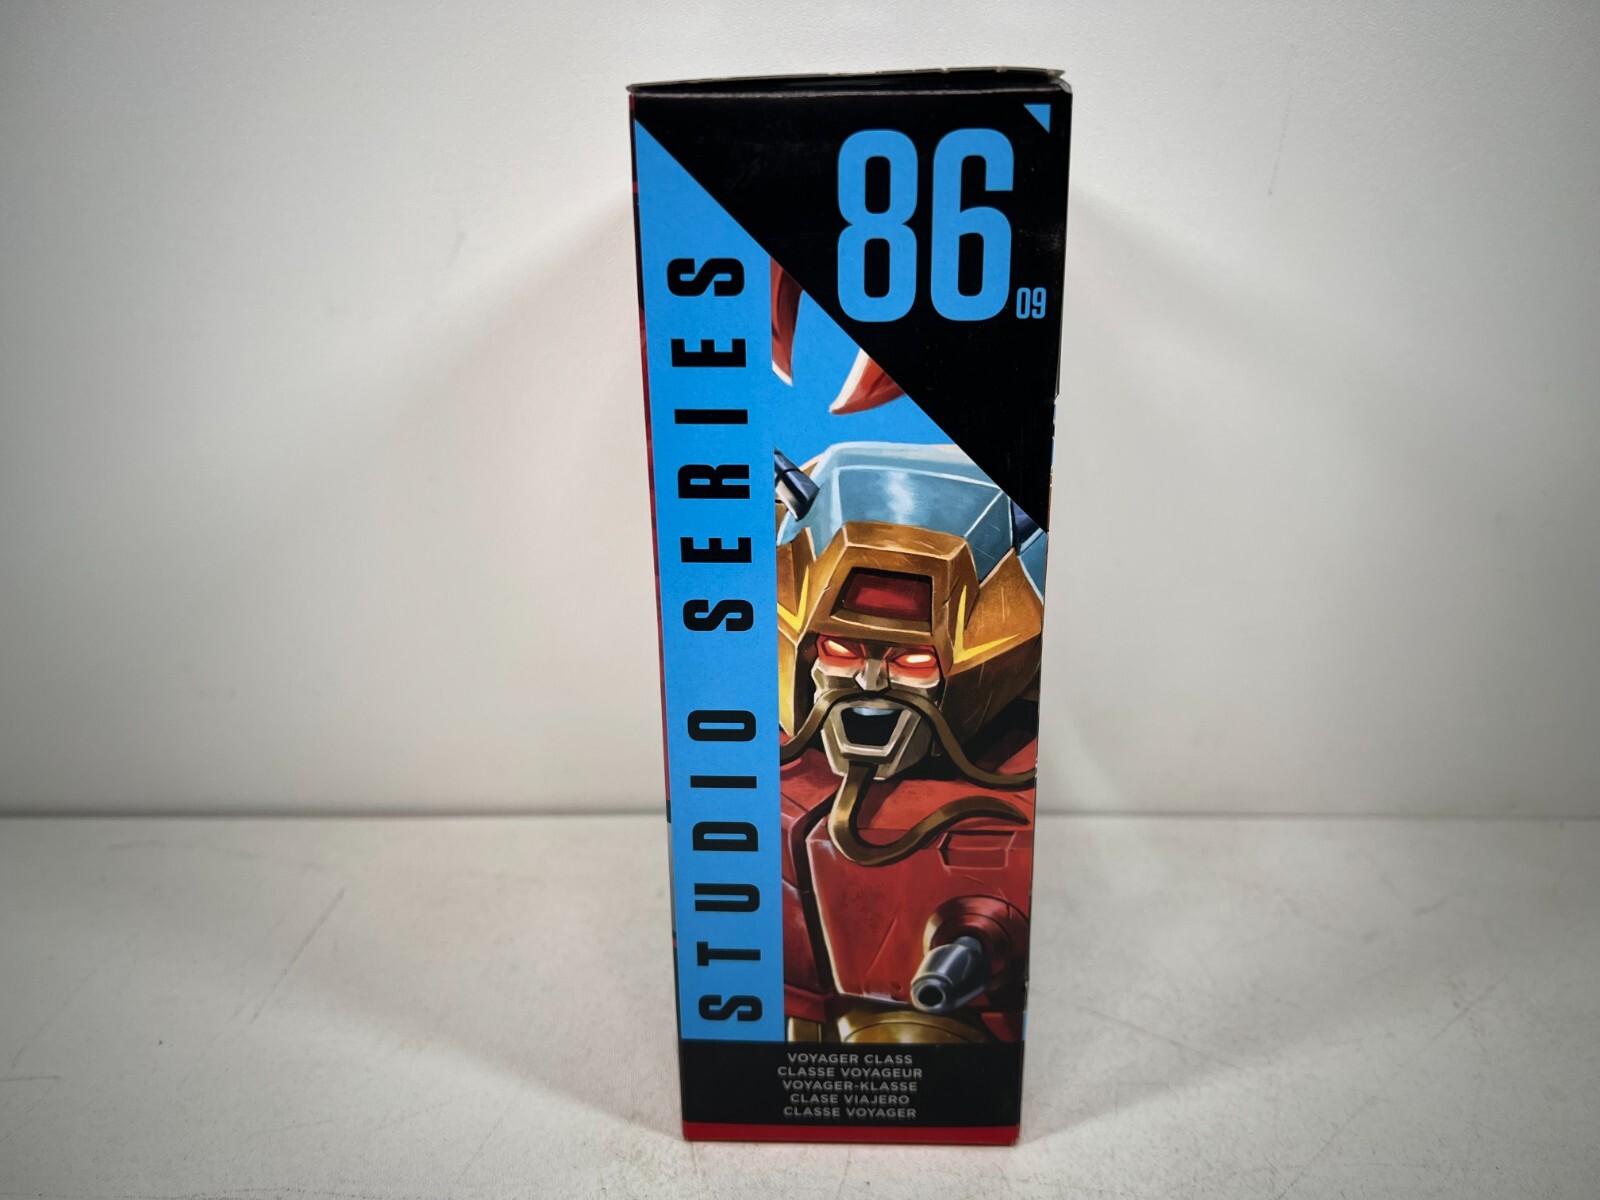 86
09
STUDIO SERIES
VOYAGER CLASS
CLASSE VOYAGEUR
VOYAGER-KLASSE
CLASE VIAJERO
CLASSE VOYAGER